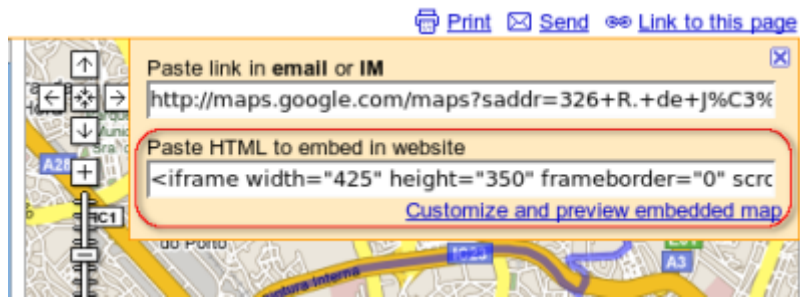 Print Send Link to this page
Paste link in email or IM
http://maps.google.com/maps?saddr=326+R.+de+J%C3%
Paste HTML to embed in website
<iframe width="425" height="350" frameborder="0" scrc
Customize and preview embedded map
A28
IC1
do Porto
IC23
A3
Interna